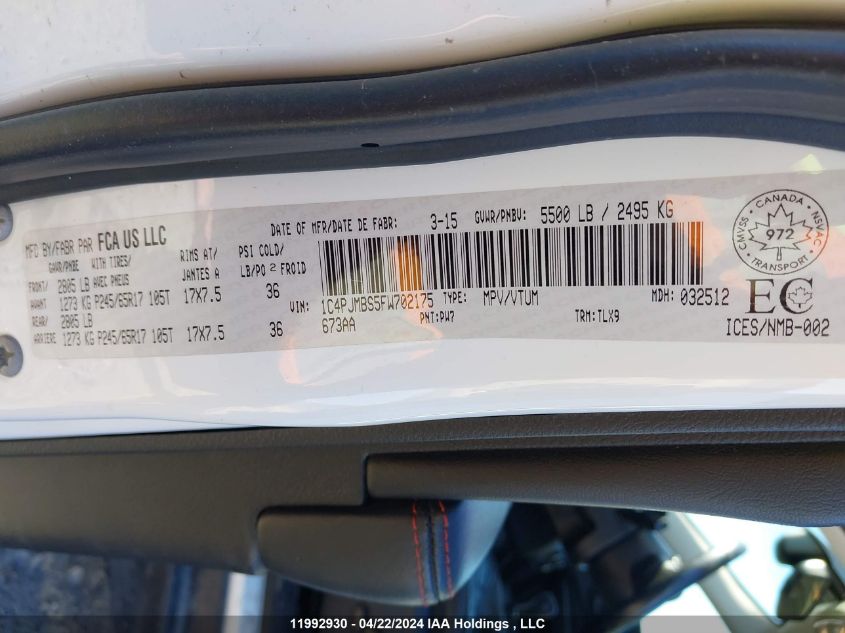 MFD BY/FABR PAR FCA US LLC
DATE OF MFR/DATE DE FABR: 3-15 GVWR/PNBV: 5500 LB / 2495 KG
GAWR/PNBE WITH TIRES/ RIMS AT/ PSI COLD/
AVEC PNEUS JANTES A LB/PO 2 FROID
FRONT/ 2805 LB
AVANT 1273 KG P245/65R17 105T 17X7.5 36
REAR/ 2805 LB
ARRIERE 1273 KG P245/65R17 105T 17X7.5 36
VIN: 1C4PJMBS5FW702175 TYPE: MPV/VTUM MDH: 032512
673AA PNT:PW7 TRM:TLX9
CMVSS CANADA NSVAC
972
TRANSPORT
EC
ICES/NMB-002
11992930 - 04/22/2024 IAA Holdings, LLC